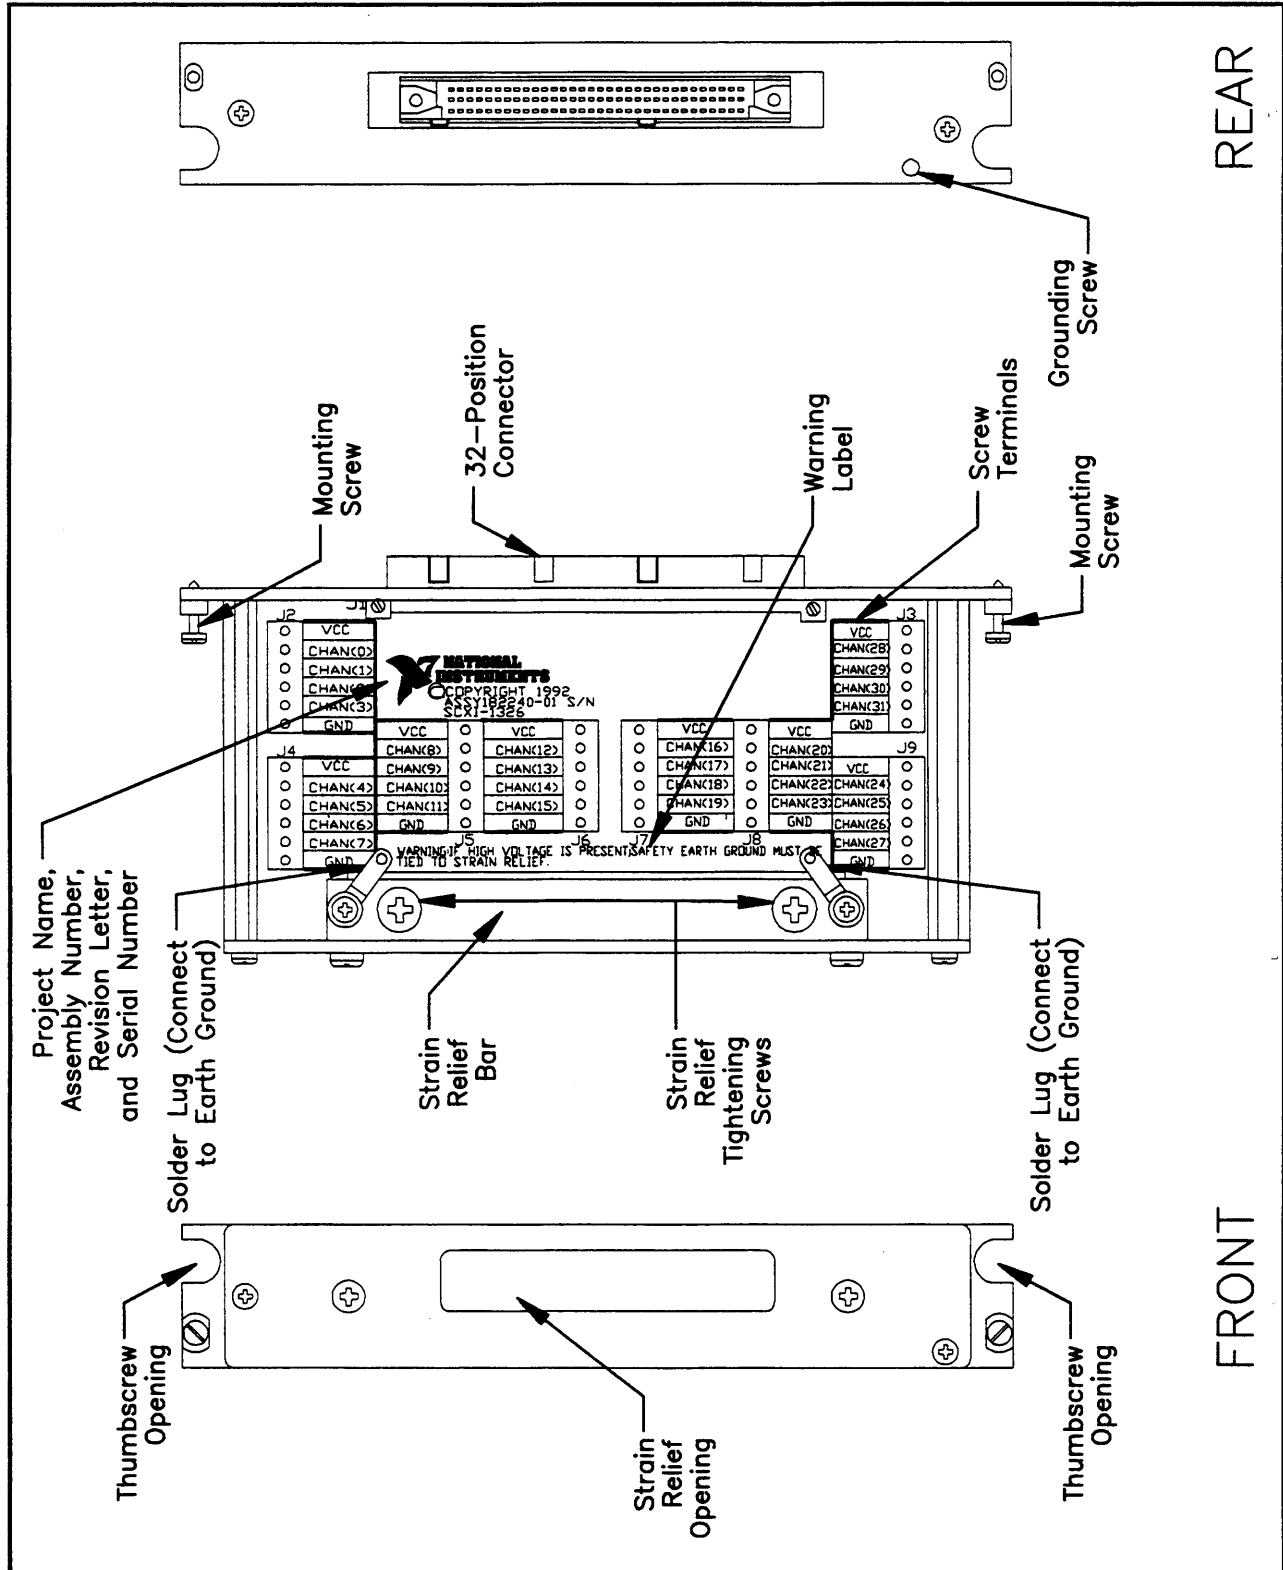 REAR
Grounding
Screw
Mounting
Screw
32-Position
Connector
Warning
Label
Screw
Terminals
Mounting
Screw
J2
VCC
CHAN(0)
CHAN(1)
CHAN(3)
GND
J1
J4
VCC
CHAN(4)
CHAN(5)
CHAN(6)
CHAN(7)
GND
NATIONAL
INSTRUMENTS
©COPYRIGHT 1992
ASSY182240-01 S/N
SCXI-1326
VCC
CHAN(8)
CHAN(9)
CHAN(10)
CHAN(11)
GND
J5
VCC
CHAN(12)
CHAN(13)
CHAN(14)
CHAN(15)
GND
J6
J7
VCC
CHAN(16)
CHAN(17)
CHAN(18)
CHAN(19)
GND
J8
VCC
CHAN(20)
CHAN(21)
CHAN(22)
CHAN(23)
GND
J3
VCC
CHAN(28)
CHAN(29)
CHAN(30)
CHAN(31)
GND
J9
VCC
CHAN(24)
CHAN(25)
CHAN(26)
CHAN(27)
GND
WARNING:IF HIGH VOLTAGE IS PRESENT,SAFETY EARTH GROUND MUST BE
TIED TO STRAIN RELIEF.
Project Name,
Assembly Number,
Revision Letter,
and Serial Number
Solder Lug (Connect
to Earth Ground)
Strain
Relief
Bar
Strain
Relief
Tightening
Screws
Solder Lug (Connect
to Earth Ground)
Thumbscrew
Opening
Strain
Relief
Opening
Thumbscrew
Opening
FRONT